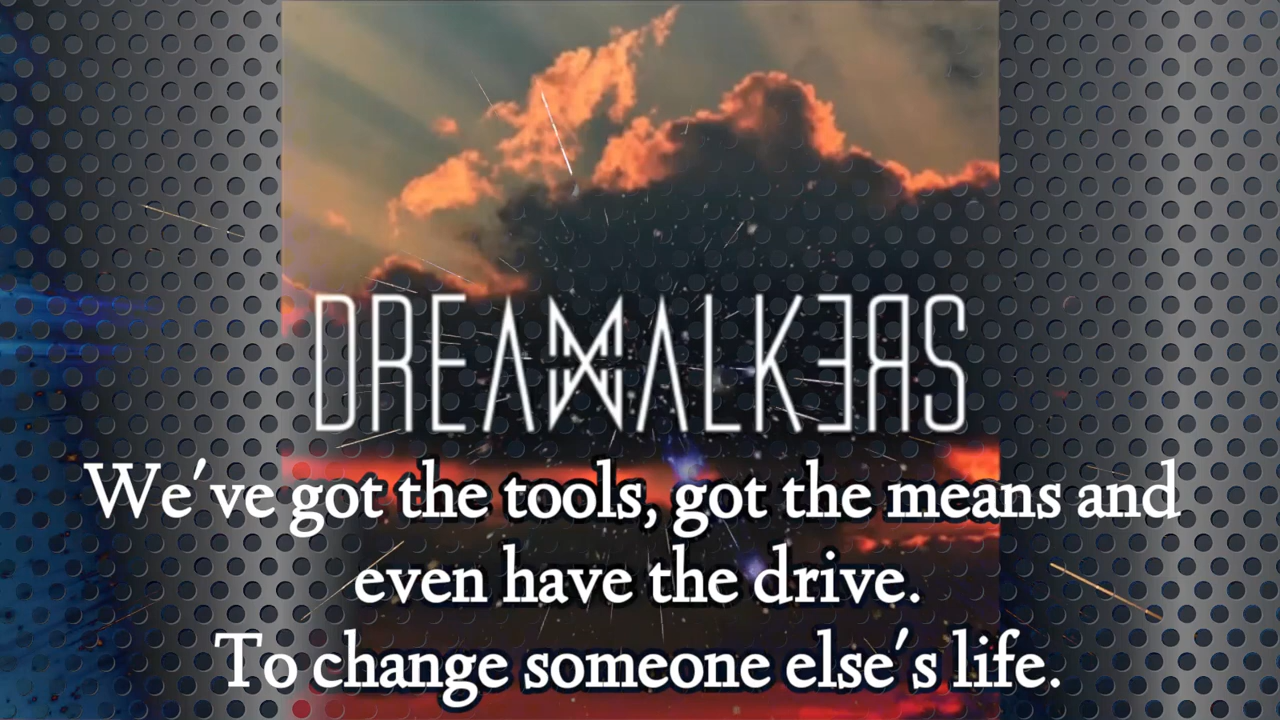 DREAMWALKERS
We've got the tools, got the means and
even have the drive.
To change someone else's life.